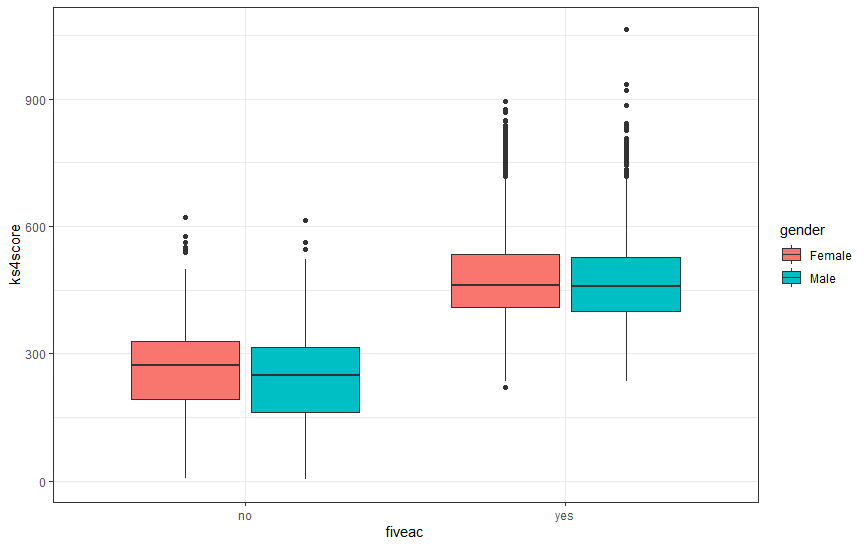 900
600
300
0
ks4score
no yes
fiveac
gender
Female
Male